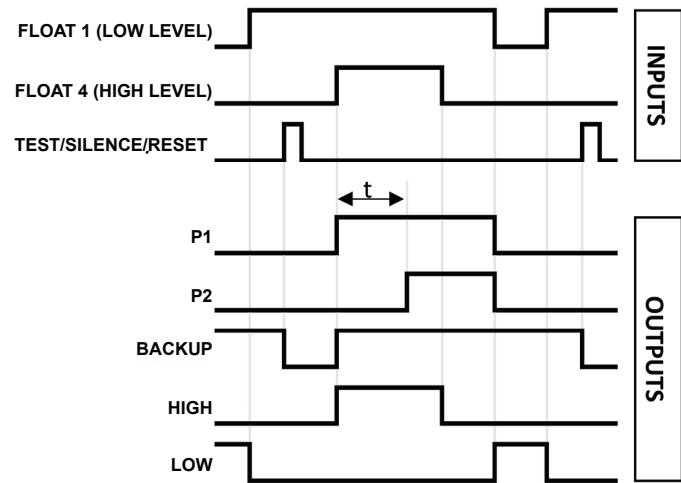 FLOAT 1 (LOW LEVEL)
FLOAT 4 (HIGH LEVEL)
TEST/SILENCE/RESET
INPUTS
t
P1
P2
BACKUP
HIGH
LOW
OUTPUTS